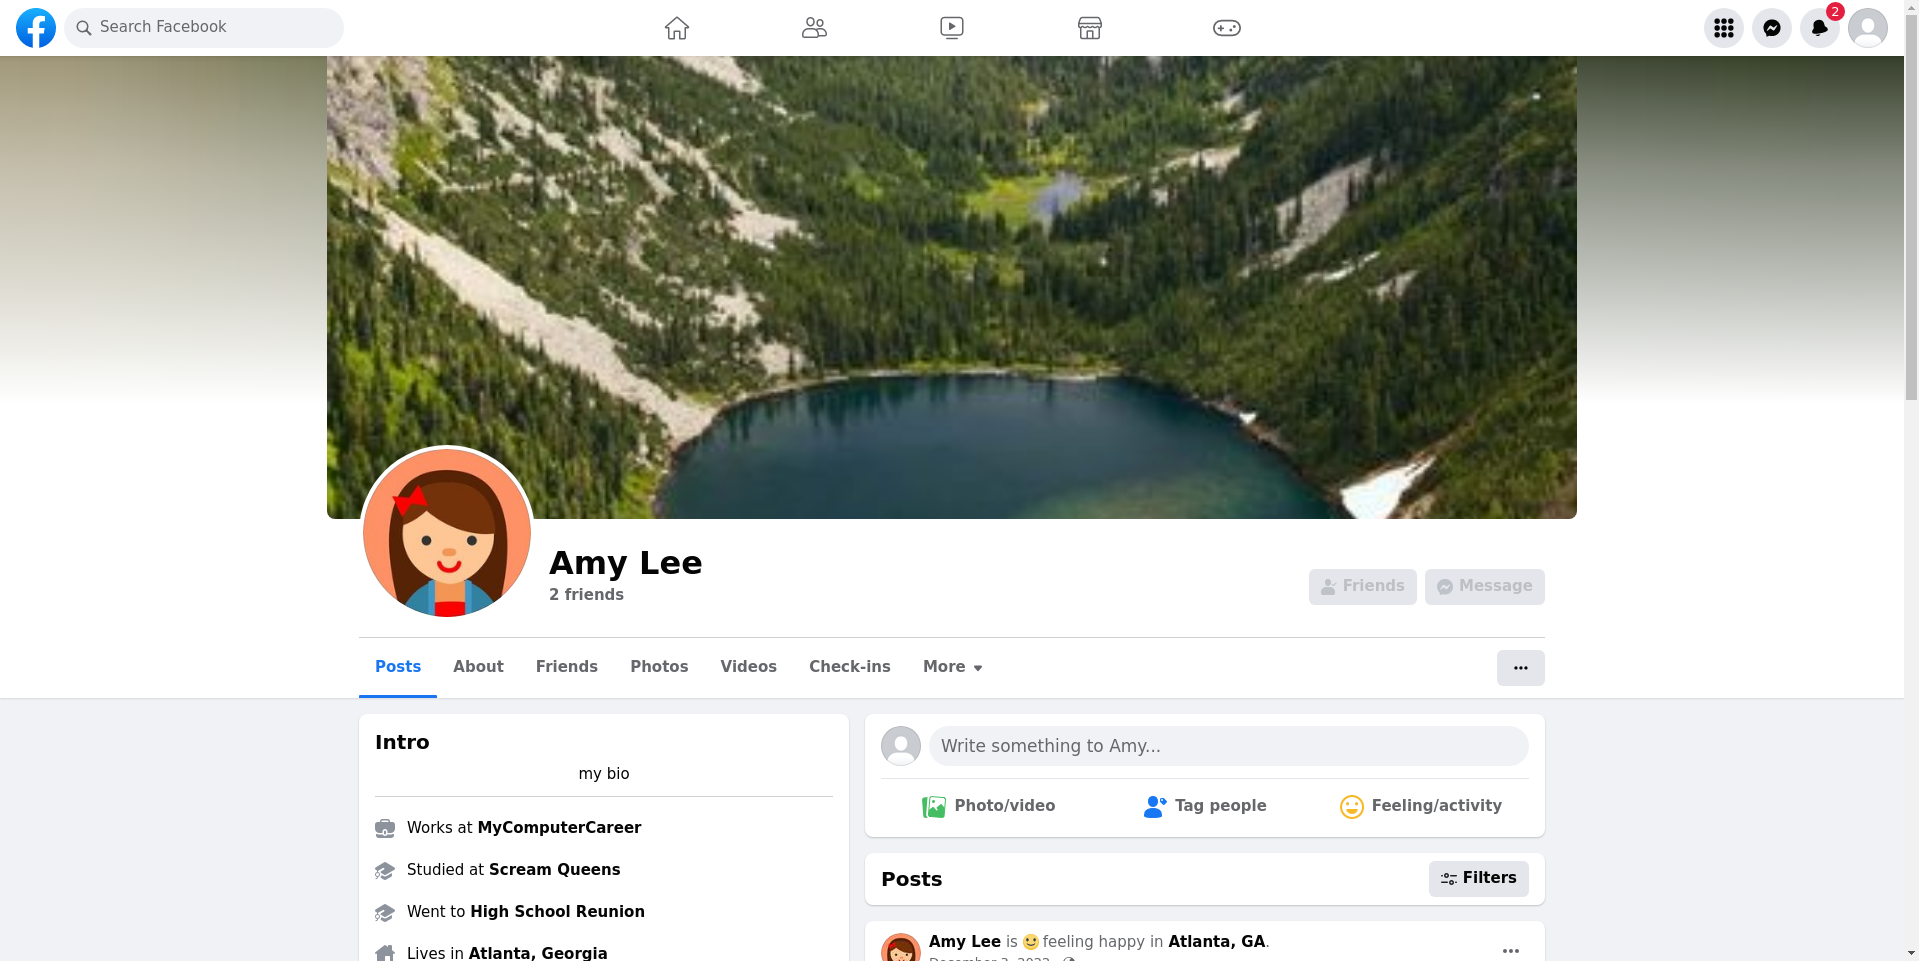 Search Facebook
2
Amy Lee
2 friends
Friends
Message
Posts
About
Friends
Photos
Videos
Check-ins
More
Intro
my bio
Works at MyComputerCareer
Studied at Scream Queens
Went to High School Reunion
Lives in Atlanta, Georgia
Write something to Amy...
Photo/video
Tag people
Feeling/activity
Posts
Filters
Amy Lee is 🙂 feeling happy in Atlanta, GA.